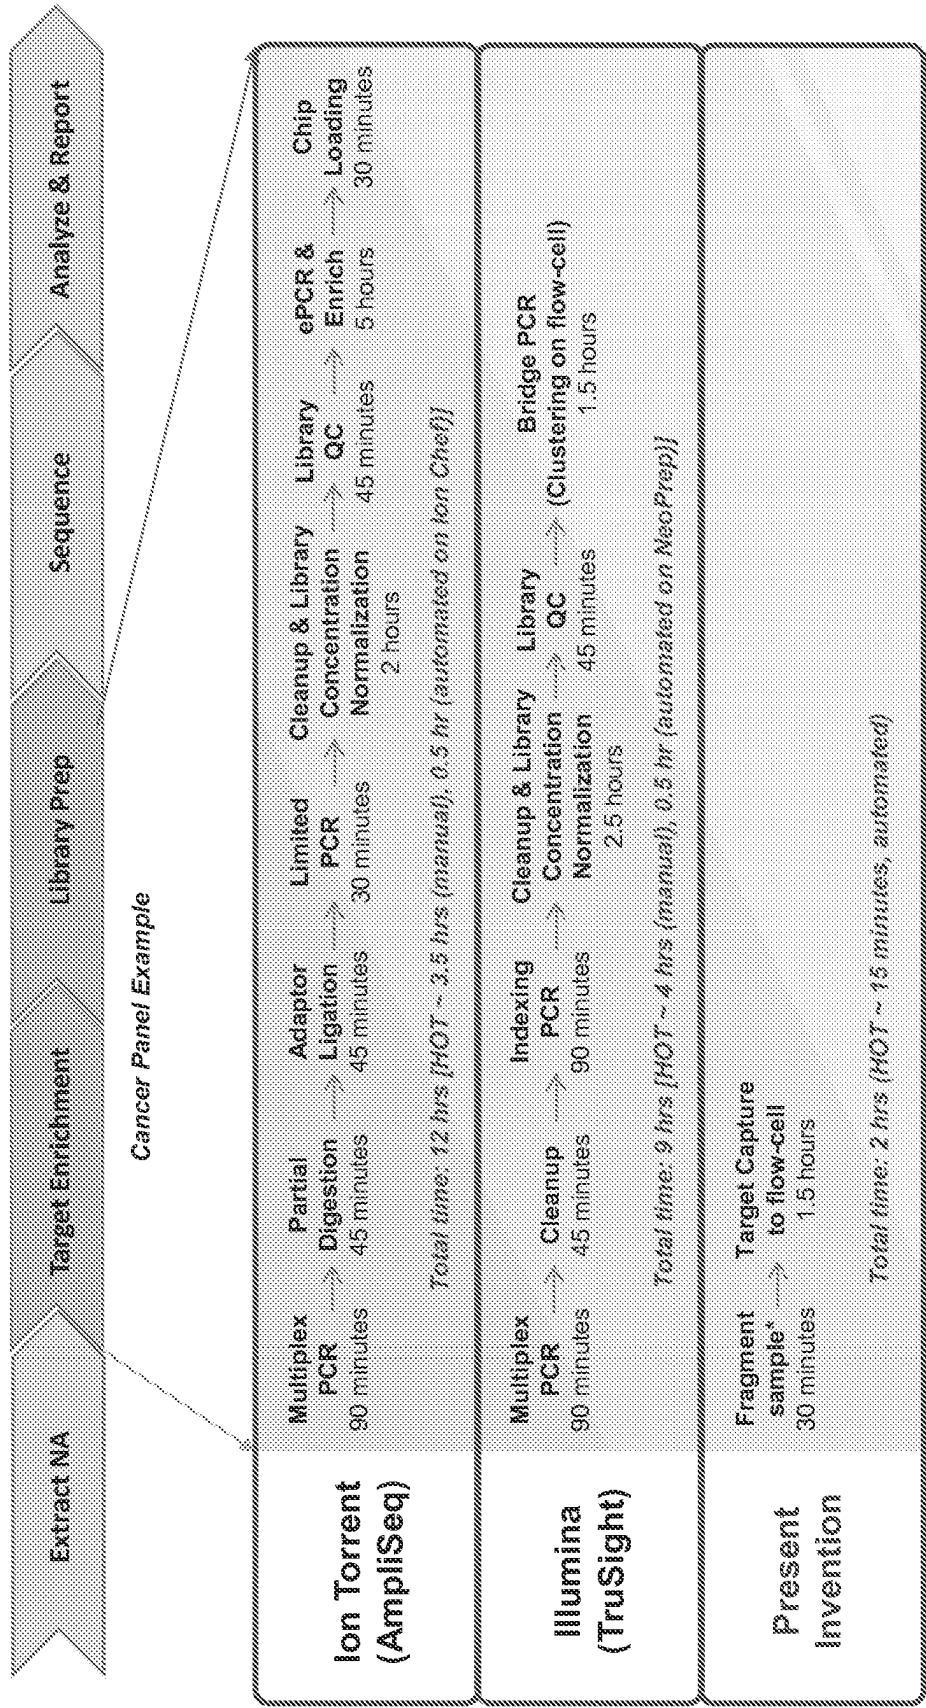 Extract NA
Target Enrichment
Library Prep
Sequence
Analyze & Report
Cancer Panel Example
Ion Torrent
(AmpliSeq)
Multiplex
PCR
90 minutes
Partial
Digestion
45 minutes
Adaptor
Ligation
45 minutes
Limited
PCR
30 minutes
Cleanup & Library
Concentration
Normalization
2 hours
Library
QC
45 minutes
ePCR &
Enrich
5 hours
Chip
Loading
30 minutes
Total time: 12 hrs [HOT ~ 3.5 hrs (manual), 0.5 hr (automated on Ion Chef)]
Illumina
(TruSight)
Multiplex
PCR
90 minutes
Cleanup
45 minutes
Indexing
PCR
90 minutes
Cleanup & Library
Concentration
Normalization
2.5 hours
Library
QC
45 minutes
Bridge PCR
(Clustering on flow-cell)
1.5 hours
Total time: 9 hrs [HOT ~ 4 hrs (manual), 0.5 hr (automated on NeoPrep)]
Present
Invention
Fragment
sample*
30 minutes
Target Capture
to flow-cell
1.5 hours
Total time: 2 hrs (HOT ~ 15 minutes, automated)